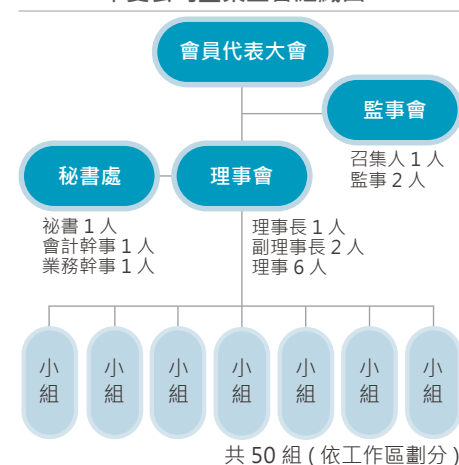 會員代表大會
監事會
召集人 1 人
監事 2 人
秘書處
理事會
祕書 1 人
會計幹事 1 人
業務幹事 1 人
理事長 1 人
副理事長 2 人
理事 6 人
小組
小組
小組
小組
小組
小組
小組
共 50 組 ( 依工作區劃分 )